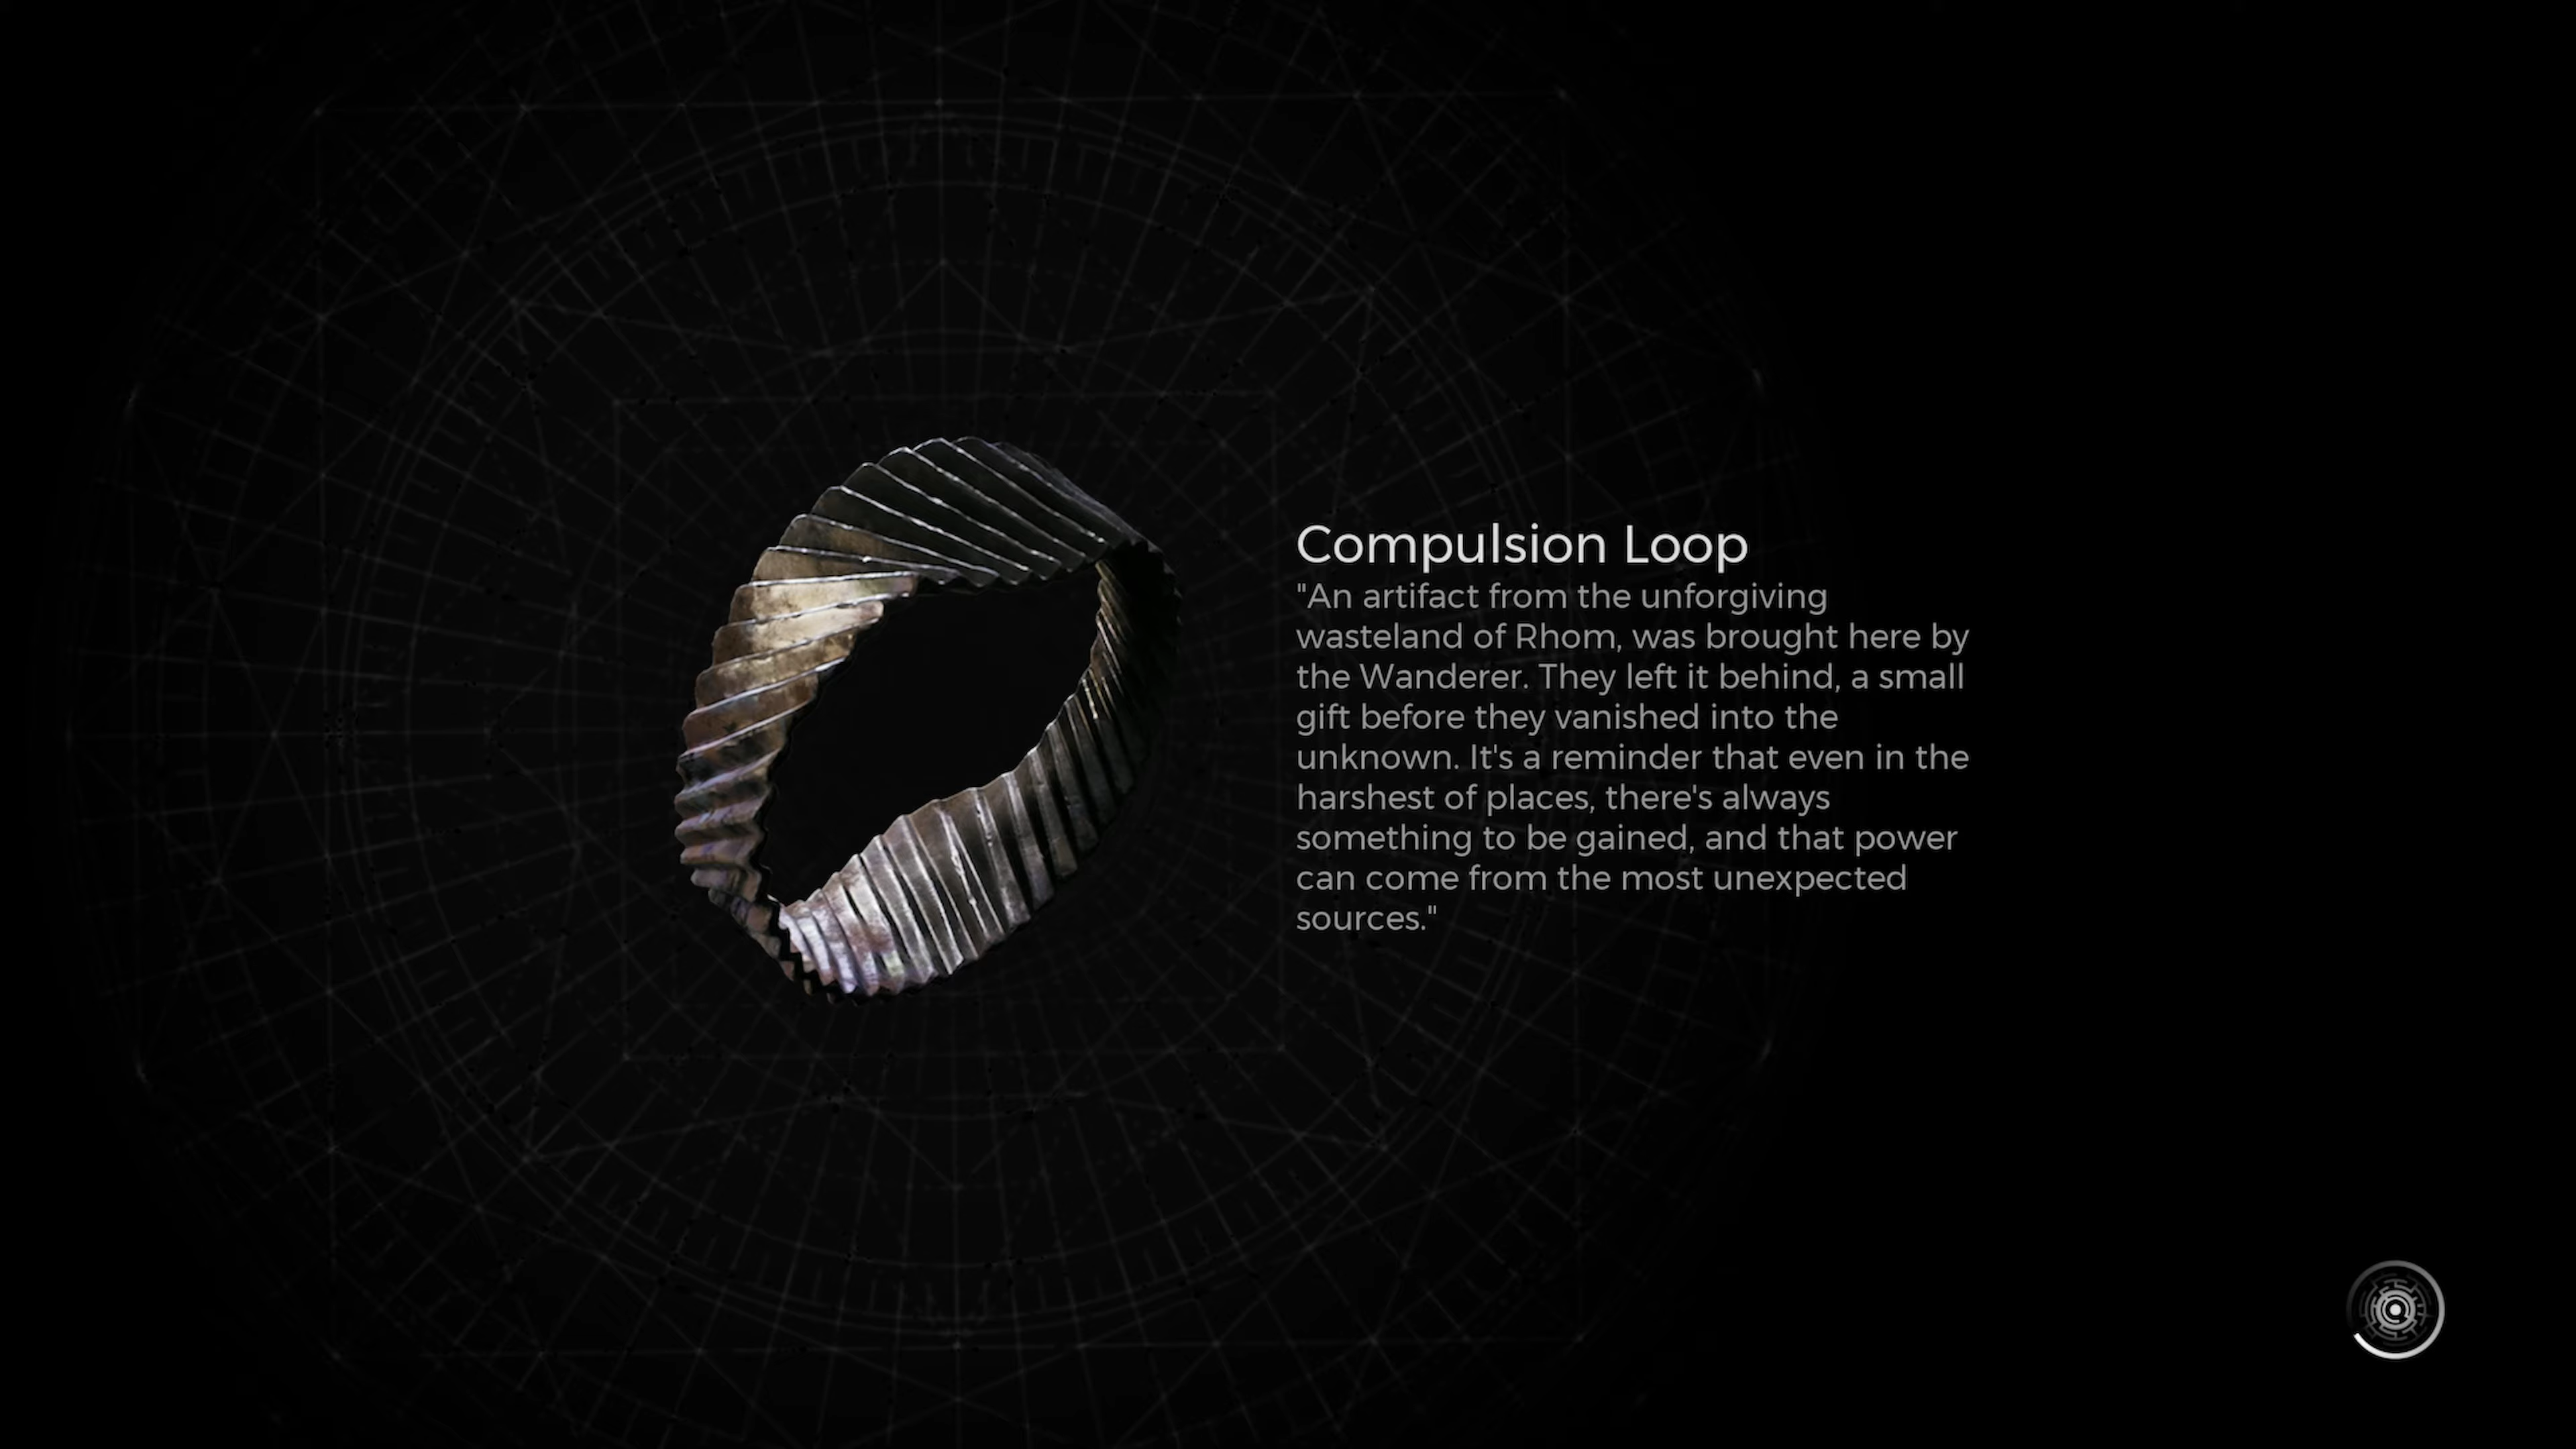 Compulsion Loop
"An artifact from the unforgiving
wasteland of Rhom, was brought here by
the Wanderer. They left it behind, a small
gift before they vanished into the
unknown. It's a reminder that even in the
harshest of places, there's always
something to be gained, and that power
can come from the most unexpected
sources."